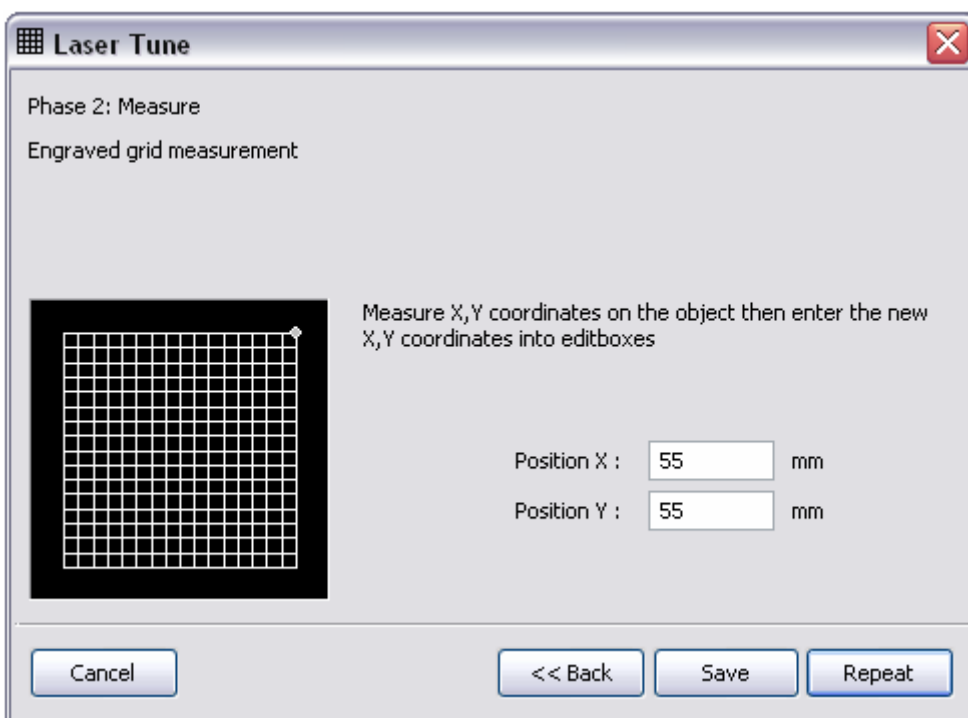 Laser Tune
Phase 2: Measure
Engraved grid measurement
Measure X,Y coordinates on the object then enter the new
X,Y coordinates into editboxes
Position X : 55 mm
Position Y : 55 mm
Cancel << Back Save Repeat